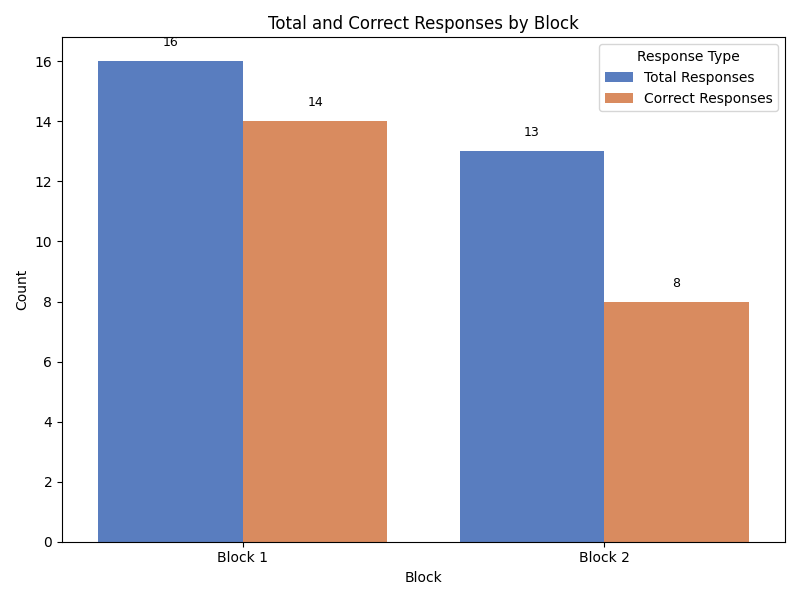 Total and Correct Responses by Block
16
14
13
8
Response Type
Total Responses
Correct Responses
Count
16
14
12
10
8
6
4
2
0
Block 1
Block 2
Block